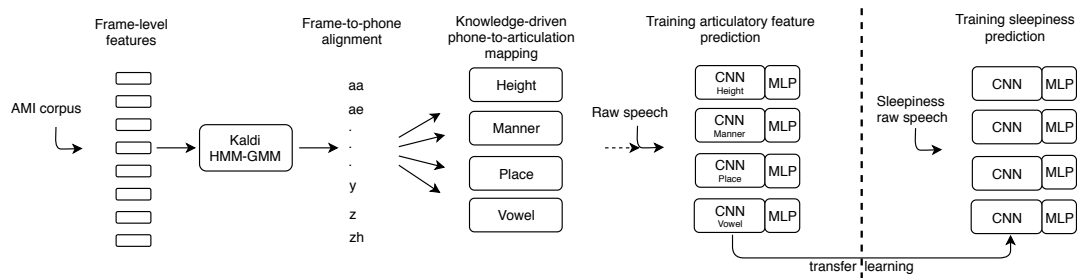 Frame-level
features
AMI corpus
Kaldi
HMM-GMM
Frame-to-phone
alignment
aa
ae
.
.
.
y
z
zh
Knowledge-driven
phone-to-articulation
mapping
Height
Manner
Place
Vowel
Training articulatory feature
prediction
Raw speech
CNN
Height
MLP
CNN
Manner
MLP
CNN
Place
MLP
CNN
Vowel
MLP
transfer learning
Training sleepiness
prediction
Sleepiness
raw speech
CNN
MLP
CNN
MLP
CNN
MLP
CNN
MLP